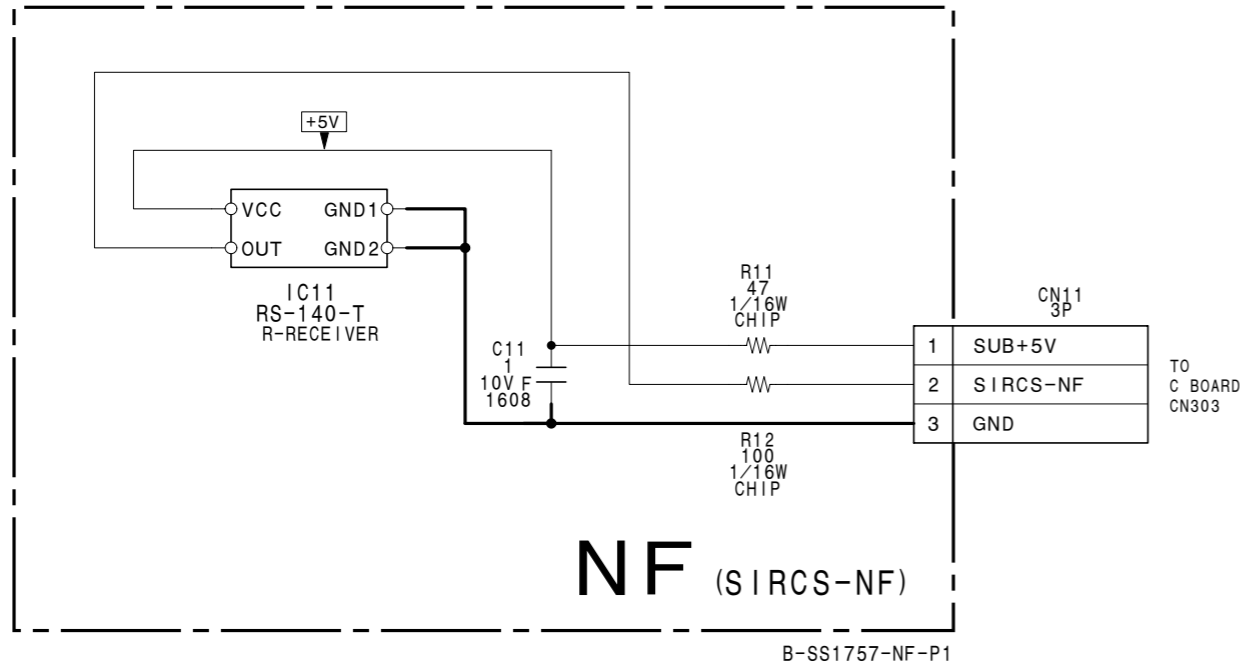 +5V
VCC GND1
OUT GND2
IC11
RS-140-T
R-RECEIVER
R11
47
1/16W
CHIP
CN11
3P
C11
1
10V F
1608
1 SUB+5V
2 SIRCS-NF
3 GND
TO
C BOARD
CN303
R12
100
1/16W
CHIP
NF (SIRCS-NF)
B-SS1757-NF-P1